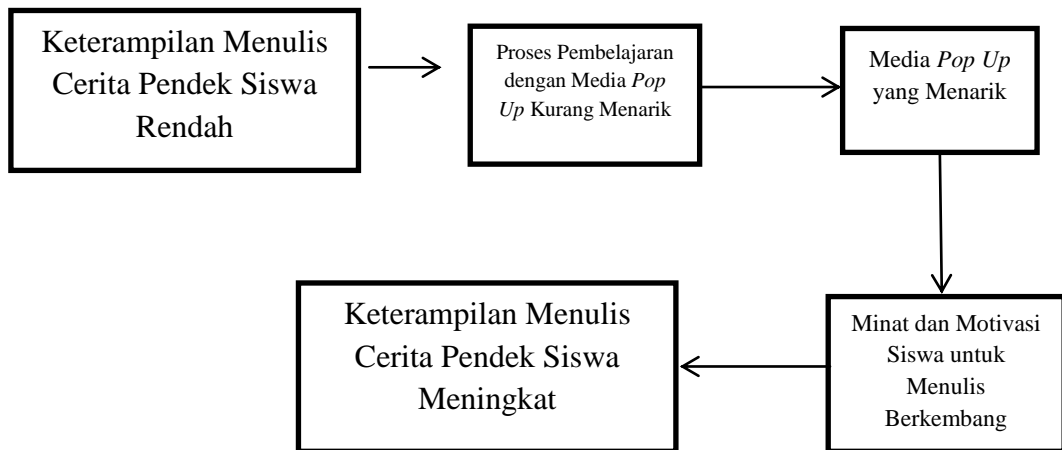 Keterampilan Menulis
Cerita Pendek Siswa
Rendah
Proses Pembelajaran
dengan Media Pop
Up Kurang Menarik
Media Pop Up
yang Menarik
Minat dan Motivasi
Siswa untuk
Menulis
Berkembang
Keterampilan Menulis
Cerita Pendek Siswa
Meningkat